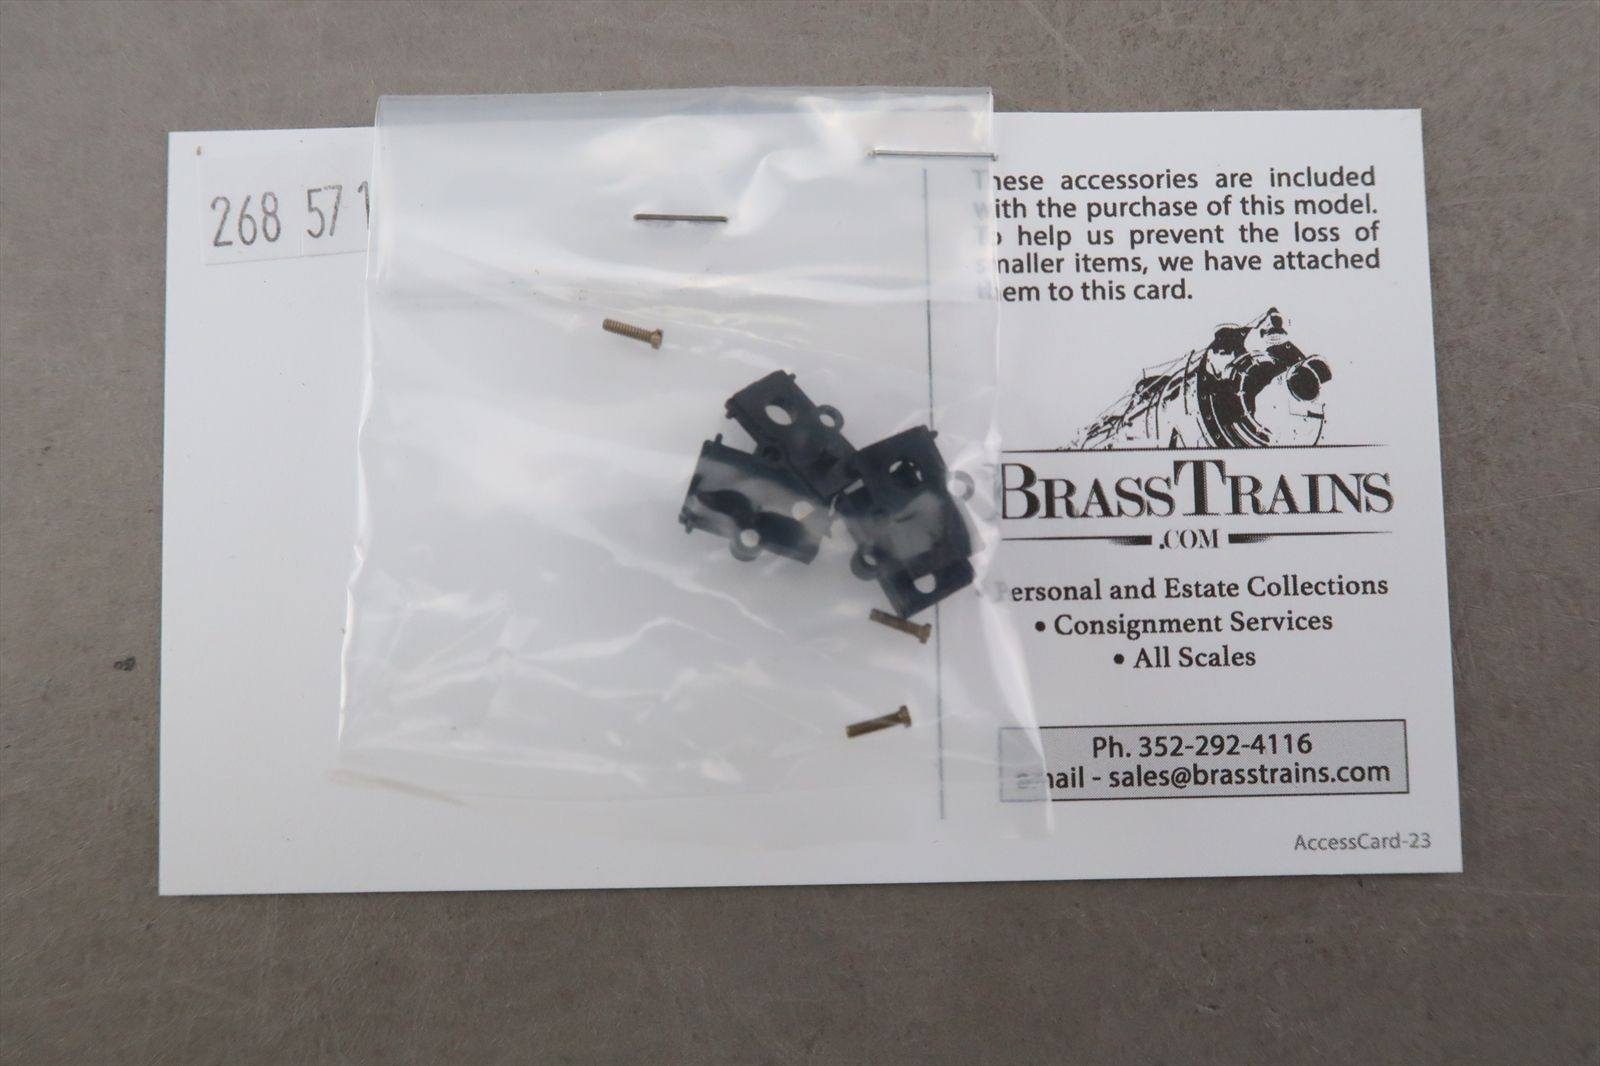 268 571
These accessories are included
with the purchase of this model.
To help us prevent the loss of
smaller items, we have attached
them to this card.
BRASSTRAINS
.COM
• Personal and Estate Collections
• Consignment Services
• All Scales
Ph. 352-292-4116
email - sales@brasstrains.com
AccessCard-23